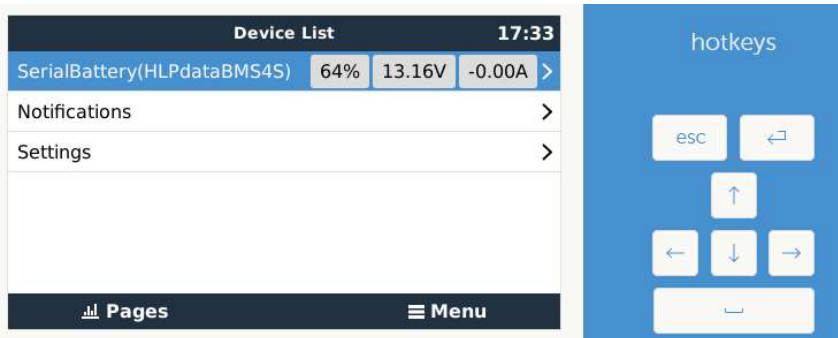 Device List 17:33
SerialBattery(HLPdataBMS4S) 64% 13.16V -0.00A >
Notifications >
Settings >
Pages Menu
hotkeys
esc ⏎
↑
← ↓ →